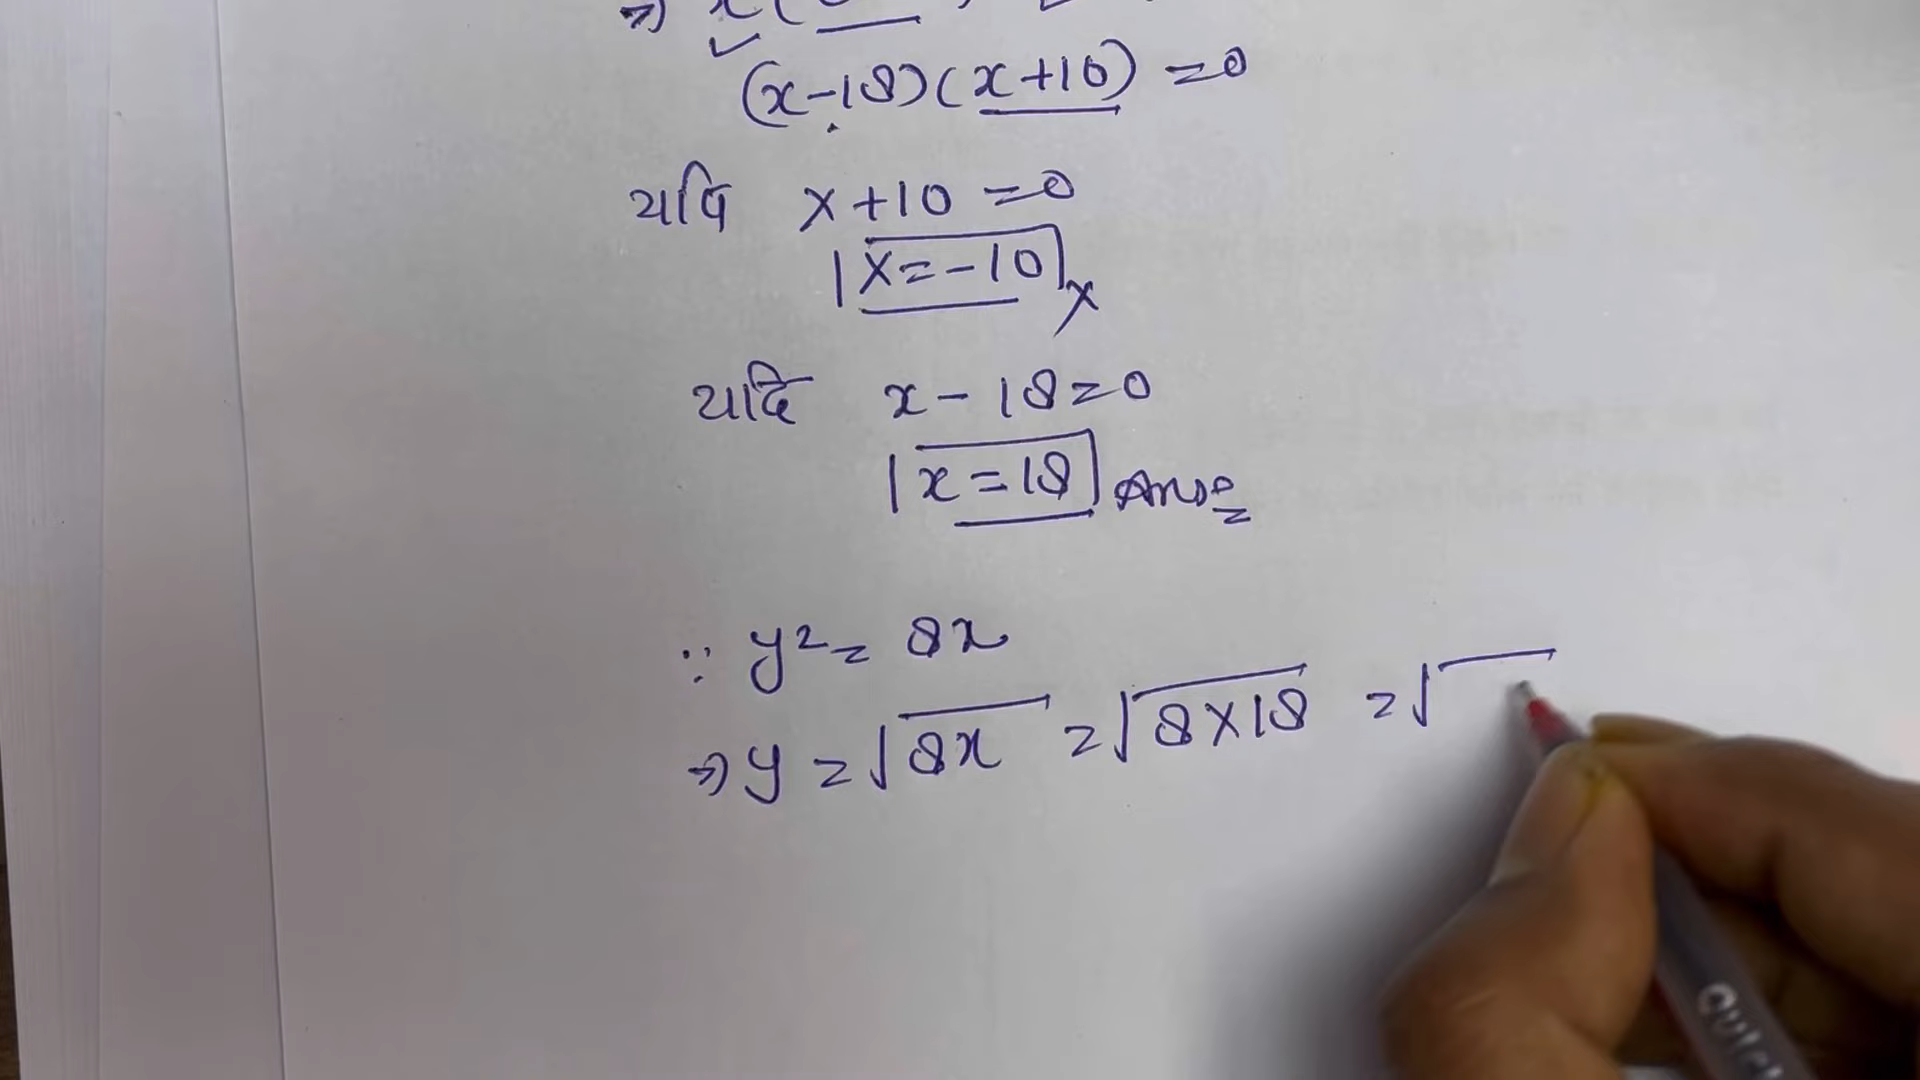 (x-18)(x+10) =0
यदि x+10 =0
x=-10 x
यदि x-18=0
x=18 Ans
∵ y²= 8x
⇒ y =√8x =√8×18 =√